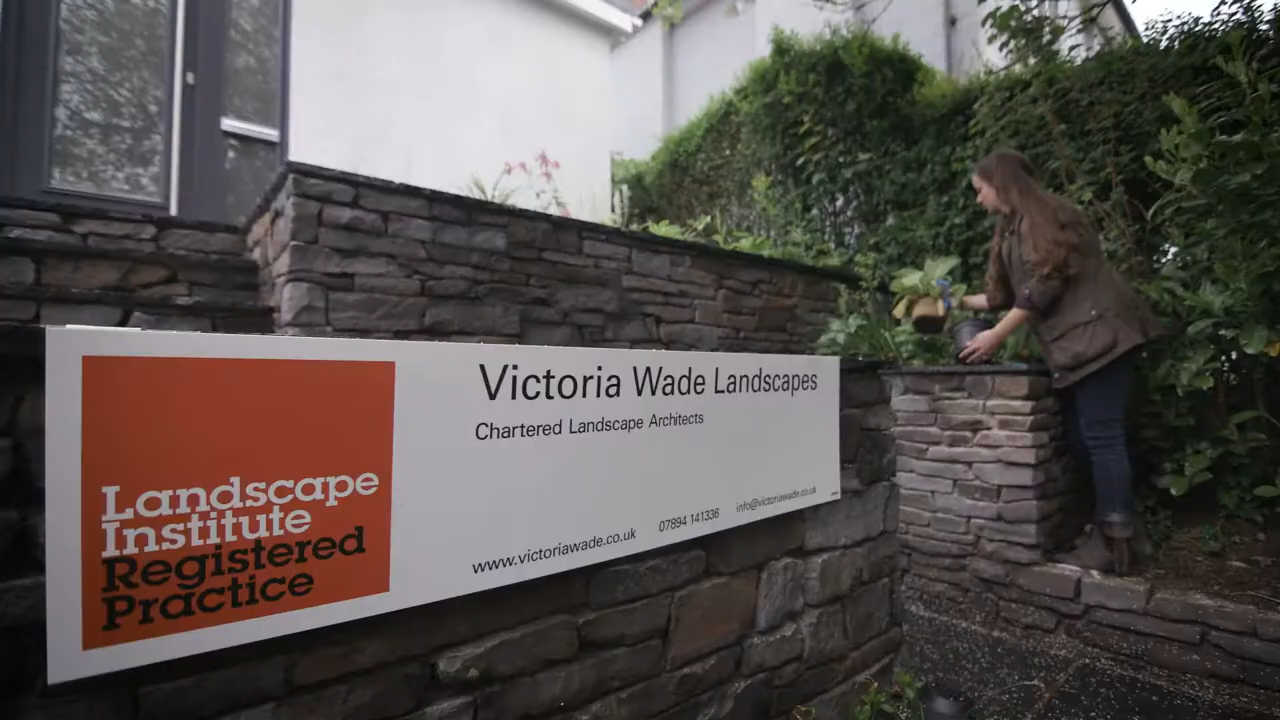 Landscape
Institute
Registered
Practice
Victoria Wade Landscapes
Chartered Landscape Architects
www.victoriawade.co.uk 07894 141336 info@victoriawade.co.uk